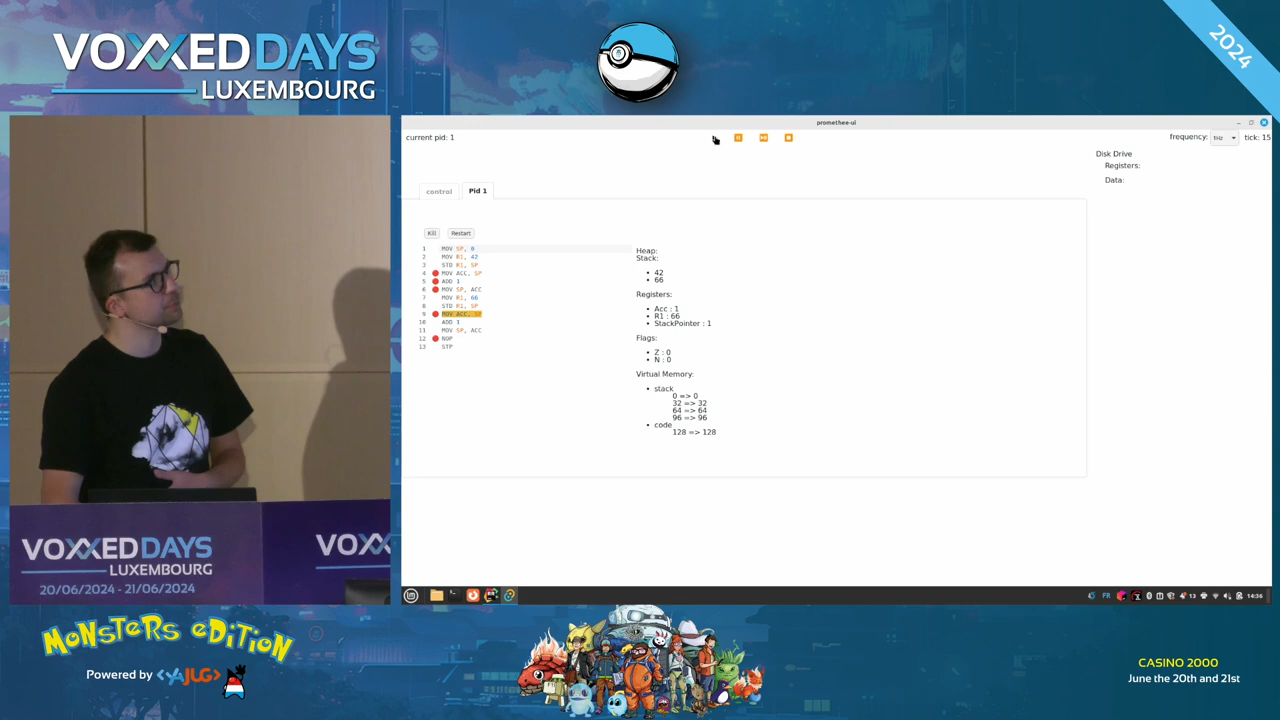 VOXXED DAYS
LUXEMBOURG
2024
promethee-ui
current pid: 1
frequency: 1Hz tick: 15
Disk Drive
Registers:
Data:
control Pid 1
Kill Restart
1 MOV SP, 0
2 MOV R1, 42
3 STD R1, SP
4 MOV ACC, SP
5 ADD 1
6 MOV SP, ACC
7 MOV R1, 66
8 STD R1, SP
9 MOV ACC, SP
10 ADD 1
11 MOV SP, ACC
12 NOP
13 STP
Heap:
Stack:
• 42
• 66
Registers:
• Acc : 1
• R1 : 66
• StackPointer : 1
Flags:
• Z : 0
• N : 0
Virtual Memory:
• stack
0 => 0
32 => 32
64 => 64
96 => 96
• code
128 => 128
VOXXED DAYS
LUXEMBOURG
20/06/2024 - 21/06/2024
VOXX
FR
13
14:36
MONSTERS EDITION
Powered by <YAJLG>
CASINO 2000
June the 20th and 21st